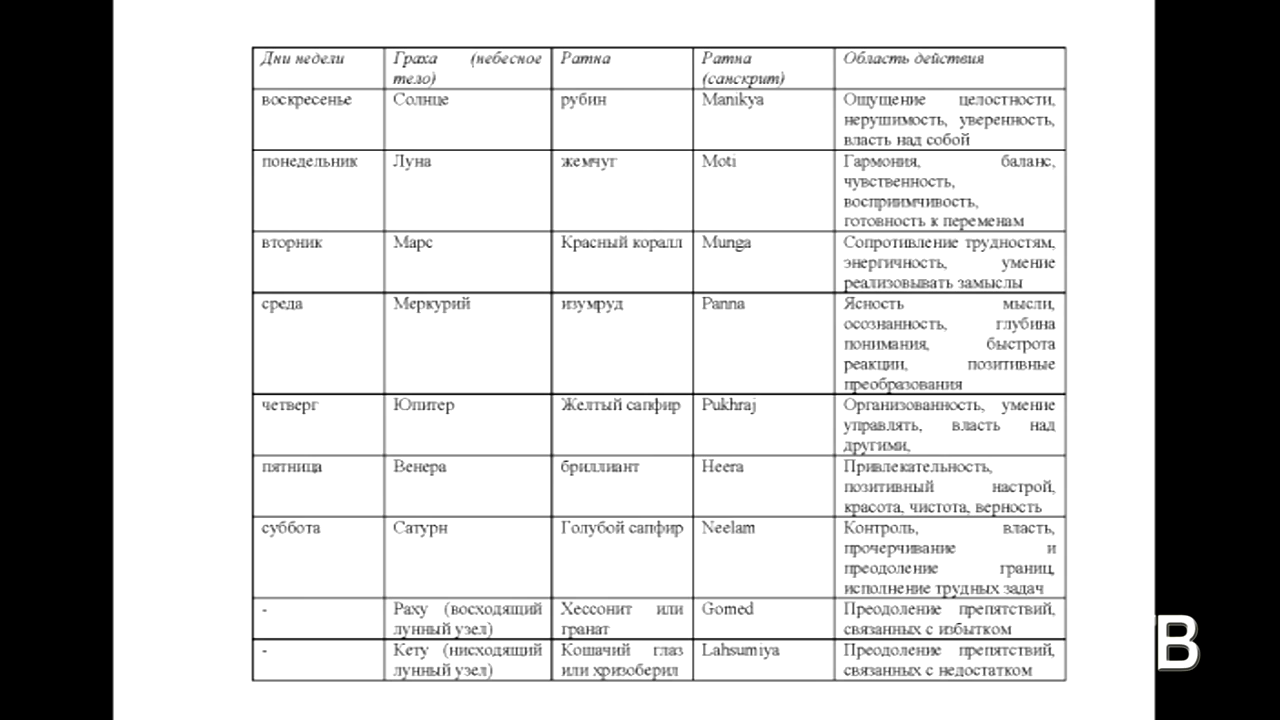 Дни недели
Граха (небесное тело)
Ратна
Ратна (санскрит)
Область действия
воскресенье
Солнце
рубин
Manikya
Ощущение целостности,
нерушимость, уверенность,
власть над собой
понедельник
Луна
жемчуг
Moti
Гармония, баланс,
чувственность,
восприимчивость,
готовность к переменам
вторник
Марс
Красный коралл
Munga
Сопротивление трудностям,
энергичность, умение
реализовывать замыслы
среда
Меркурий
изумруд
Panna
Ясность мысли,
осознанность, глубина
понимания, быстрота
реакции, позитивные
преобразования
четверг
Юпитер
Желтый сапфир
Pukhraj
Организованность, умение
управлять, власть над
другими,
пятница
Венера
бриллиант
Heera
Привлекательность,
позитивный настрой,
красота, чистота, верность
суббота
Сатурн
Голубой сапфир
Neelam
Контроль, власть,
прочерчивание и
преодоление границ,
исполнение трудных задач
-
Раху (восходящий
лунный узел)
Хессонит или
гранат
Gomed
Преодоление препятствий,
связанных с избытком
-
Кету (нисходящий
лунный узел)
Кошачий глаз
или хризоберил
Lahsumiya
Преодоление препятствий,
связанных с недостатком
В